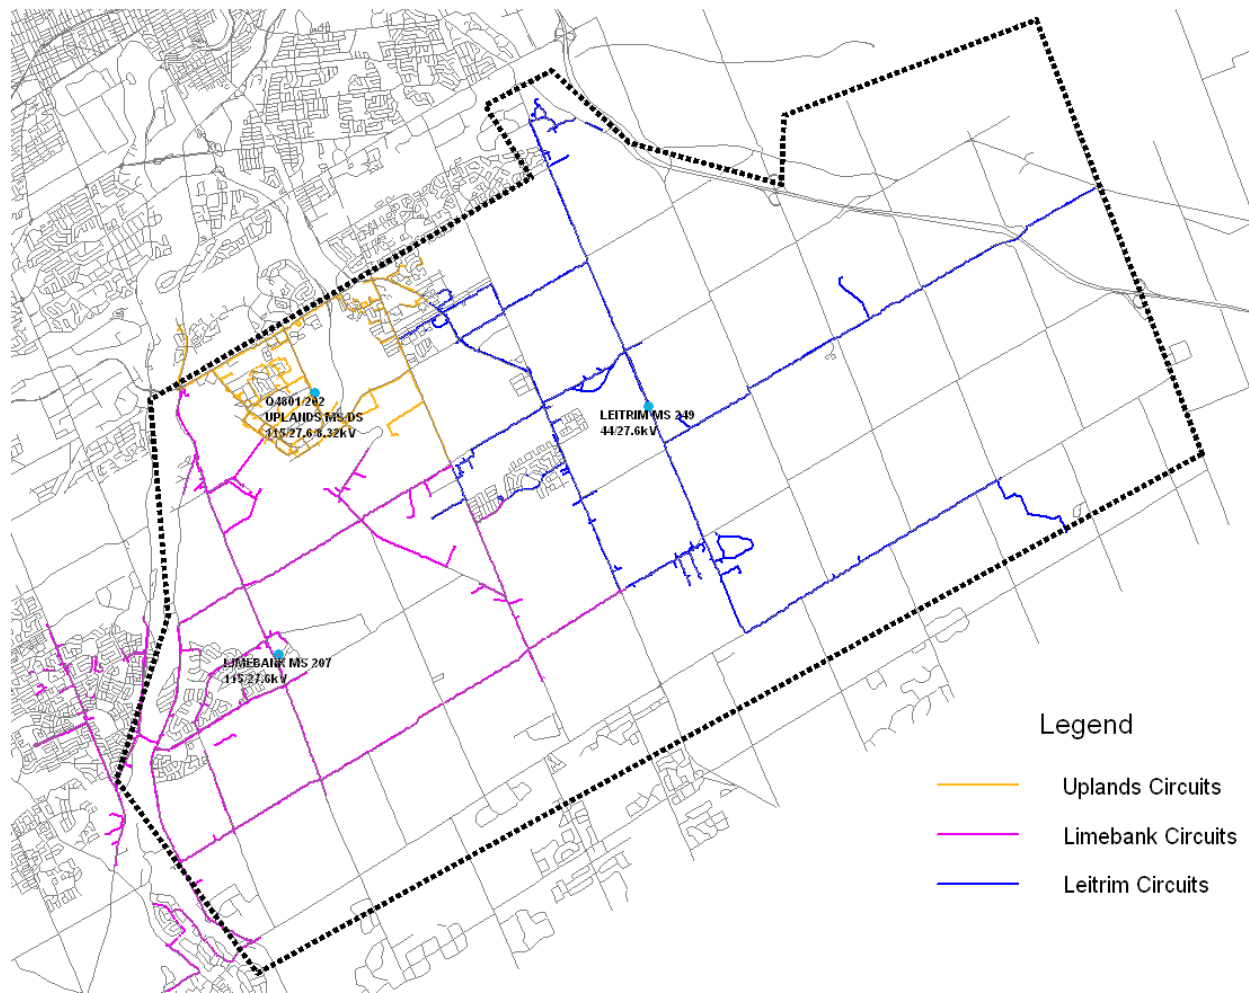 Q4801/202
UPLANDS MS/DS
115/27.6/8.32kV
LEITRIM MS 249
44/27.6kV
LIMEBANK MS 207
115/27.6kV
Legend
Uplands Circuits
Limebank Circuits
Leitrim Circuits